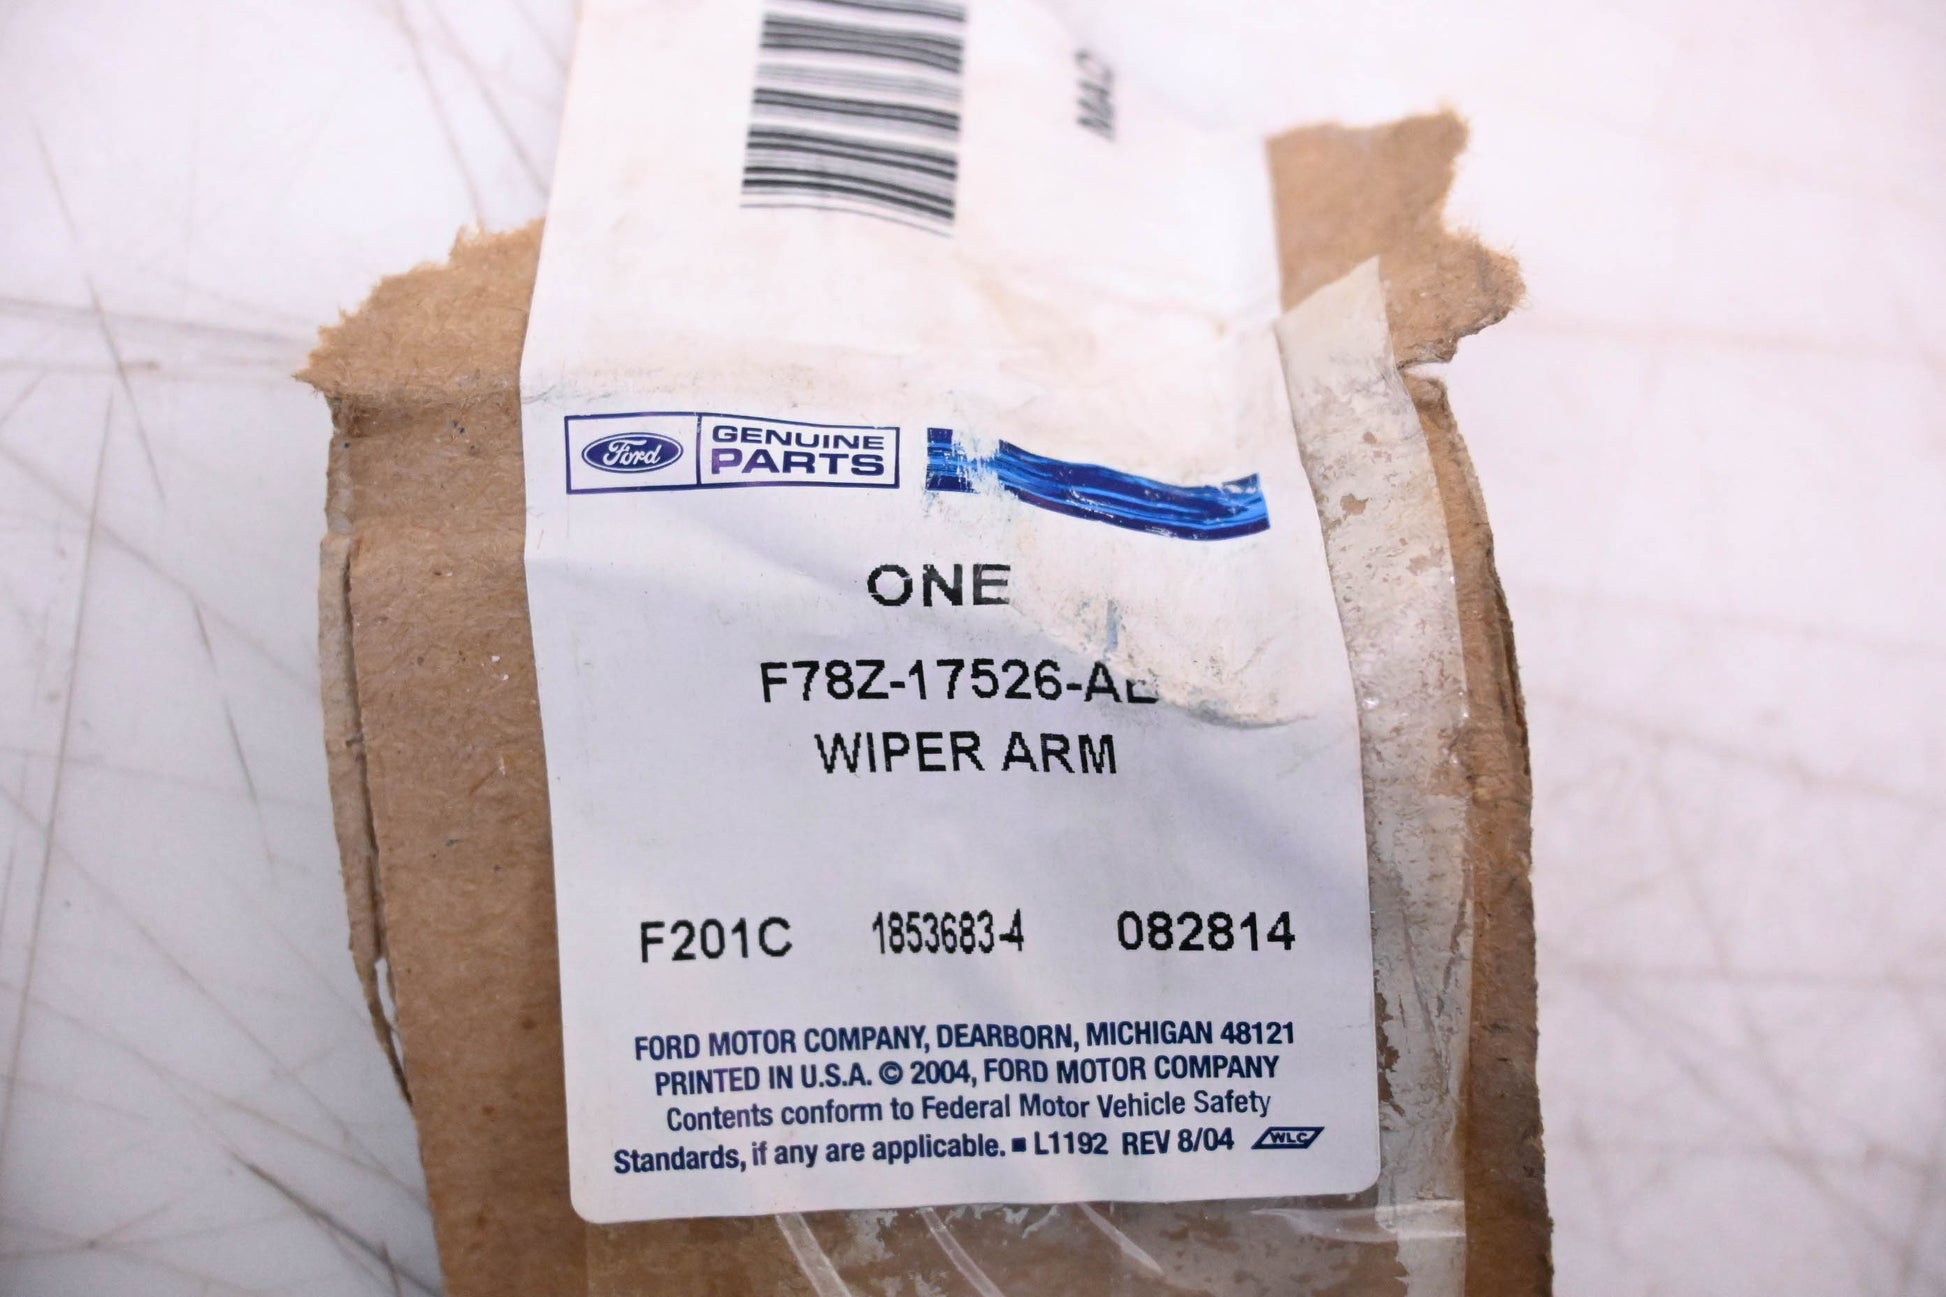 MAD
Ford GENUINE PARTS
ONE
WIPER ARM
F201C 1853683-4 082814
FORD MOTOR COMPANY, DEARBORN, MICHIGAN 48121
PRINTED IN U.S.A. © 2004, FORD MOTOR COMPANY
Contents conform to Federal Motor Vehicle Safety
Standards, if any are applicable. ■ L1192 REV 8/04 WLC